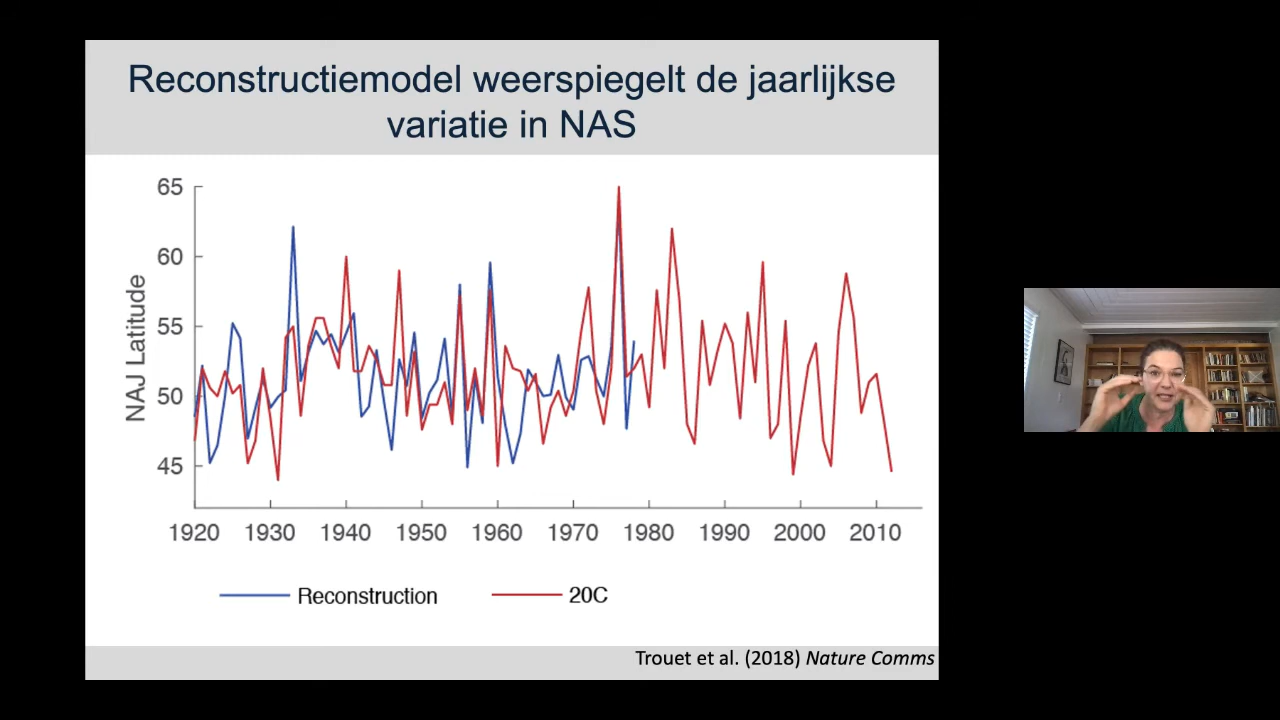 Reconstructiemodel weerspiegelt de jaarlijkse
variatie in NAS
65
60
55
50
45
NAJ Latitude
1920 1930 1940 1950 1960 1970 1980 1990 2000 2010
Reconstruction 20C
Trouet et al. (2018) Nature Comms